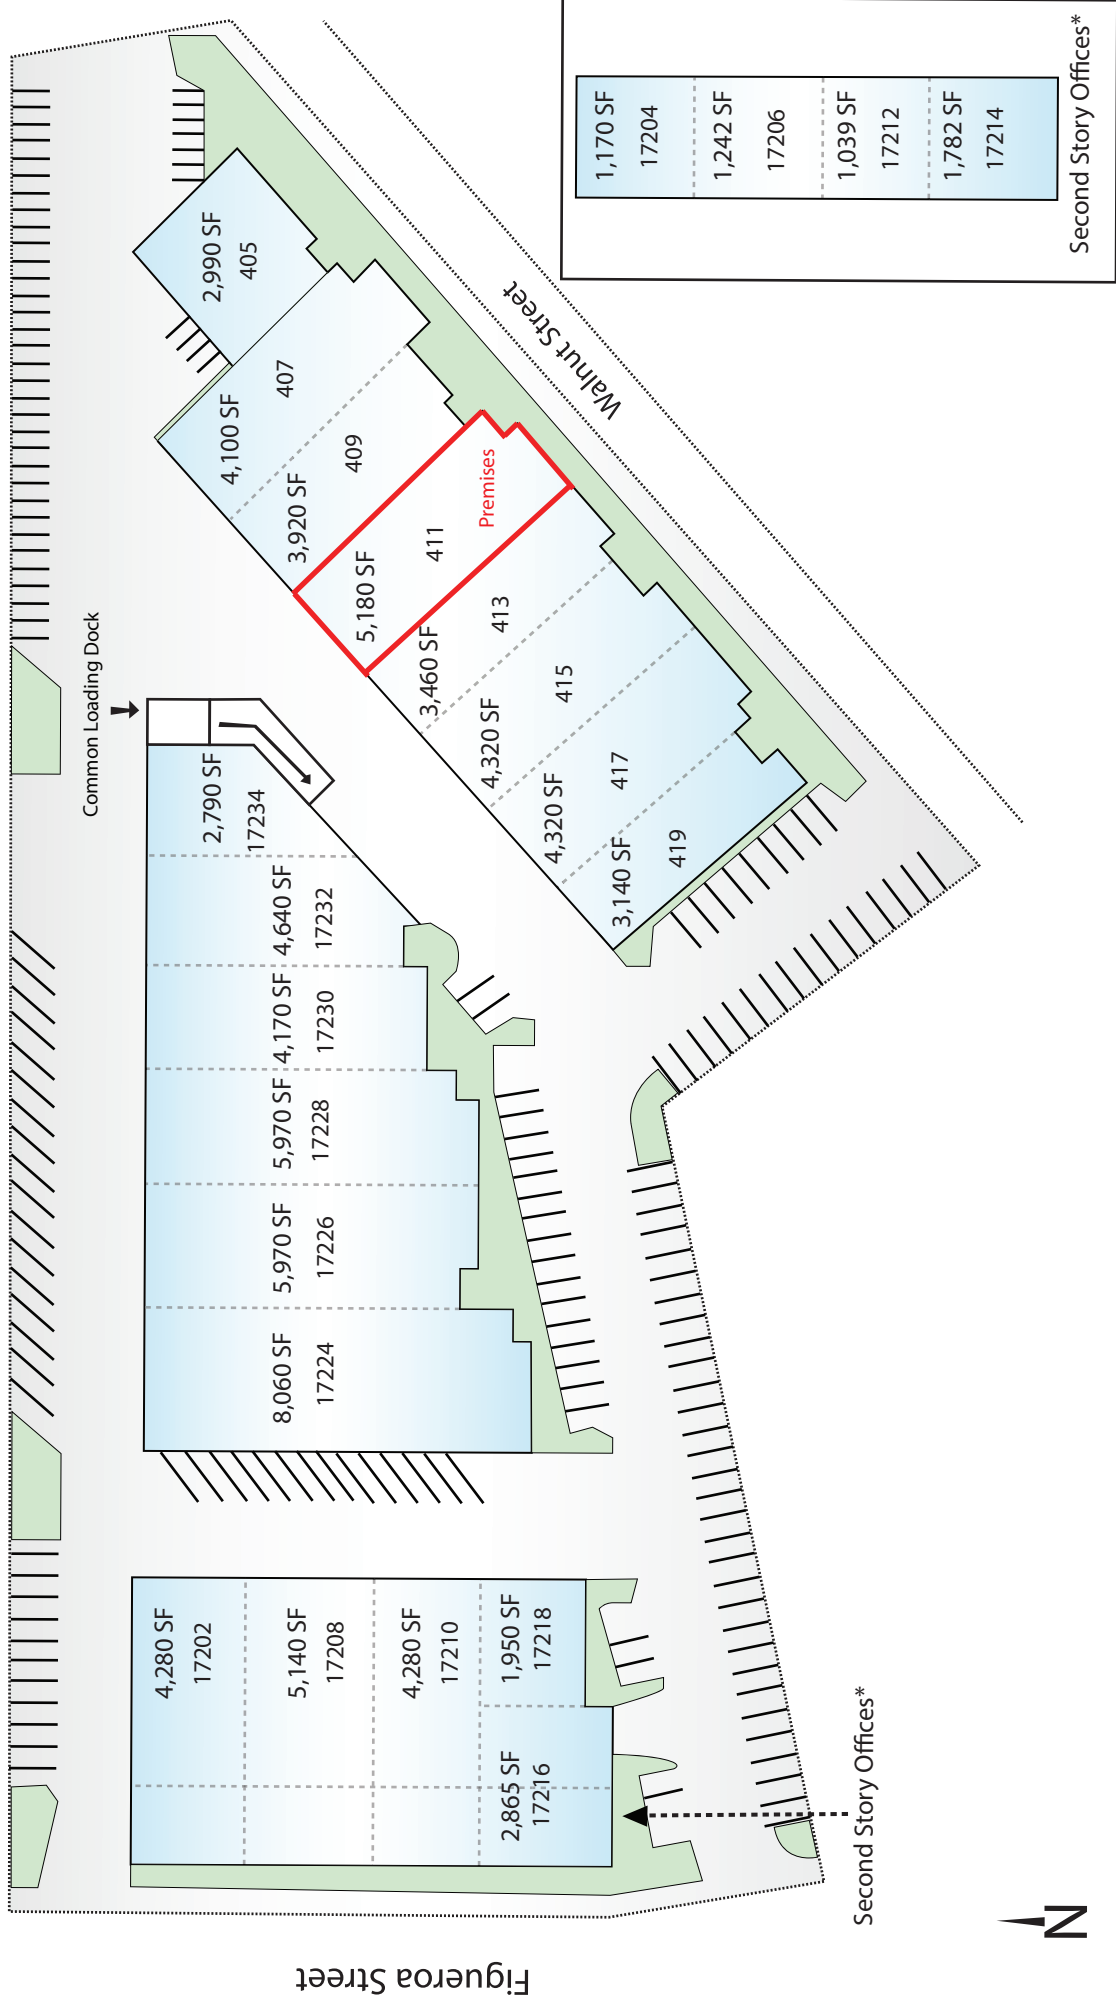 Figueroa Street
Walnut Street
Common Loading Dock
4,280 SF
17202
5,140 SF
17208
4,280 SF
17210
1,950 SF
17218
2,865 SF
17216
8,060 SF
17224
5,970 SF
17226
5,970 SF
17228
4,170 SF
17230
4,640 SF
17232
2,790 SF
17234
2,990 SF
405
4,100 SF
407
3,920 SF
409
5,180 SF
411
Premises
3,460 SF
413
4,320 SF
415
4,320 SF
417
3,140 SF
419
Second Story Offices*
N
1,170 SF
17204
1,242 SF
17206
1,039 SF
17212
1,782 SF
17214
Second Story Offices*